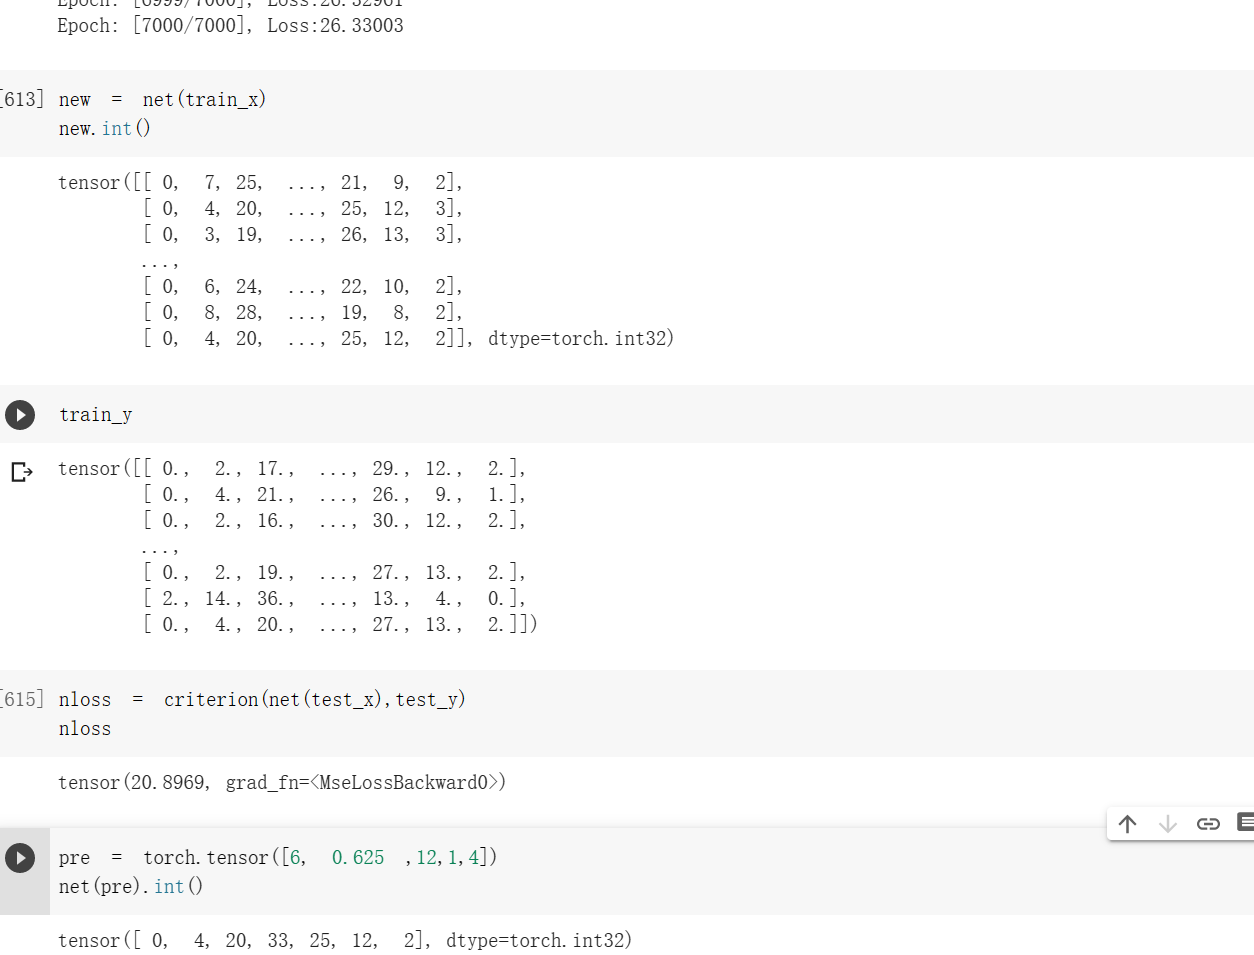 Epoch: [6999/7000], Loss:26.32961
Epoch: [7000/7000], Loss:26.33003
[613] new = net(train_x)
new.int()
tensor([[ 0, 7, 25, ..., 21, 9, 2],
[ 0, 4, 20, ..., 25, 12, 3],
[ 0, 3, 19, ..., 26, 13, 3],
...,
[ 0, 6, 24, ..., 22, 10, 2],
[ 0, 8, 28, ..., 19, 8, 2],
[ 0, 4, 20, ..., 25, 12, 2]], dtype=torch.int32)
train_y
tensor([[ 0., 2., 17., ..., 29., 12., 2.],
[ 0., 4., 21., ..., 26., 9., 1.],
[ 0., 2., 16., ..., 30., 12., 2.],
...,
[ 0., 2., 19., ..., 27., 13., 2.],
[ 2., 14., 36., ..., 13., 4., 0.],
[ 0., 4., 20., ..., 27., 13., 2.]])
[615] nloss = criterion(net(test_x),test_y)
nloss
tensor(20.8969, grad_fn=<MseLossBackward0>)
pre = torch.tensor([6, 0.625 ,12,1,4])
net(pre).int()
tensor([ 0, 4, 20, 33, 25, 12, 2], dtype=torch.int32)